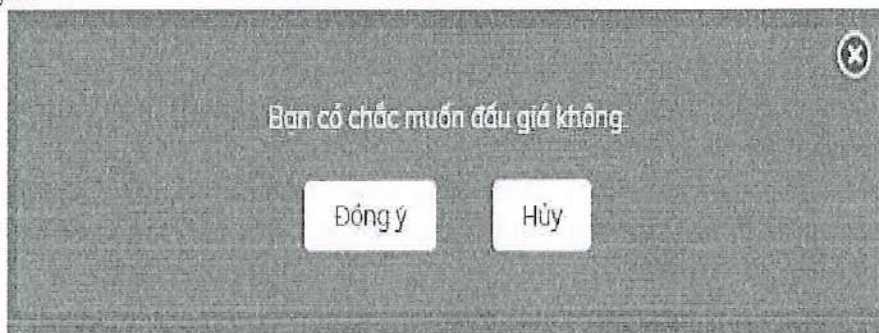 Bạn có chắc muốn đấu giá không
Đồng ý
Hủy